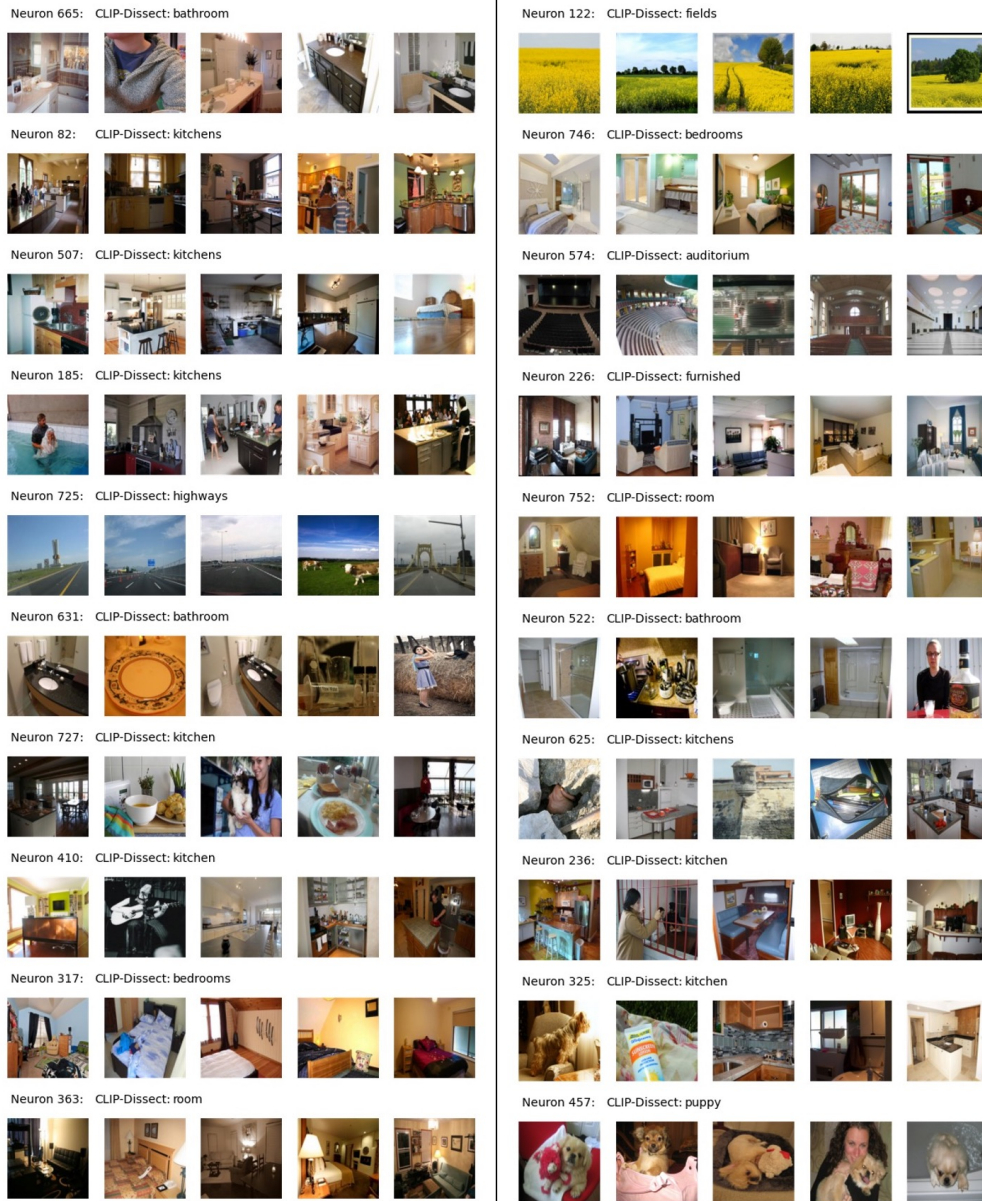 Neuron 665: CLIP-Dissect: bathroom
Neuron 82: CLIP-Dissect: kitchens
Neuron 507: CLIP-Dissect: kitchens
Neuron 185: CLIP-Dissect: kitchens
Neuron 725: CLIP-Dissect: highways
Neuron 631: CLIP-Dissect: bathroom
Neuron 727: CLIP-Dissect: kitchen
Neuron 410: CLIP-Dissect: kitchen
Neuron 317: CLIP-Dissect: bedrooms
Neuron 363: CLIP-Dissect: room
Neuron 122: CLIP-Dissect: fields
Neuron 746: CLIP-Dissect: bedrooms
Neuron 574: CLIP-Dissect: auditorium
Neuron 226: CLIP-Dissect: furnished
Neuron 752: CLIP-Dissect: room
Neuron 522: CLIP-Dissect: bathroom
Neuron 625: CLIP-Dissect: kitchens
Neuron 236: CLIP-Dissect: kitchen
Neuron 325: CLIP-Dissect: kitchen
Neuron 457: CLIP-Dissect: puppy